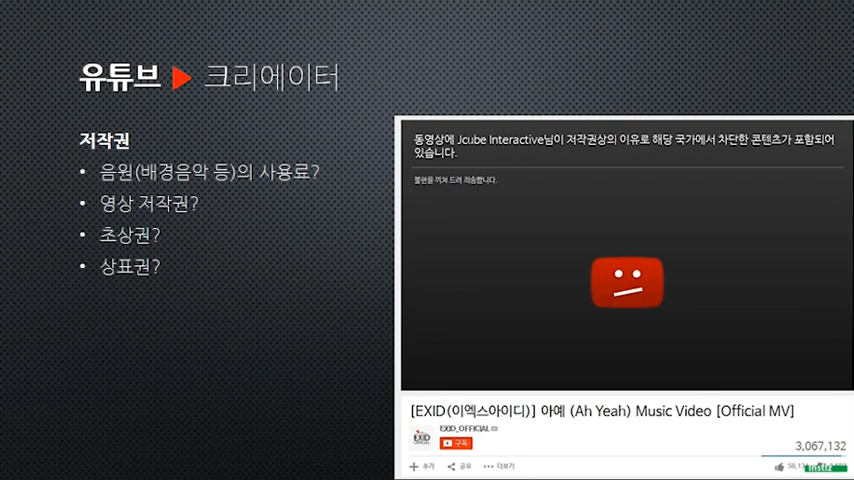 유튜브 ▶ 크리에이터
저작권
• 음원(배경음악 등)의 사용료?
• 영상 저작권?
• 초상권?
• 상표권?
동영상에 Jcube Interactive님이 저작권상의 이유로 해당 국가에서 차단한 콘텐츠가 포함되어
있습니다.
불편을 끼쳐 드려 죄송합니다.
[EXID(이엑스아이디)] 아예 (Ah Yeah) Music Video [Official MV]
EXID
EXID_OFFICIAL
구독
3,067,132
추가 공유 더보기